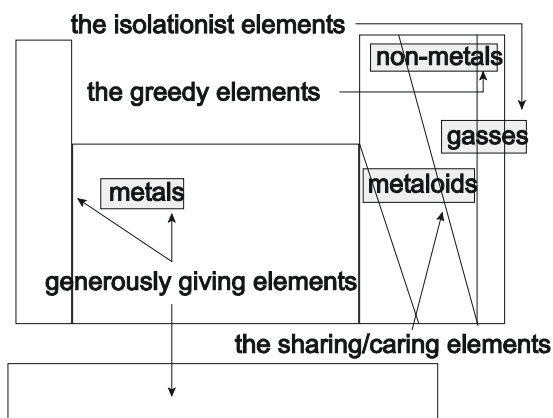 the isolationist elements
non-metals
the greedy elements
gasses
metals
metaloids
generously giving elements
the sharing/caring elements